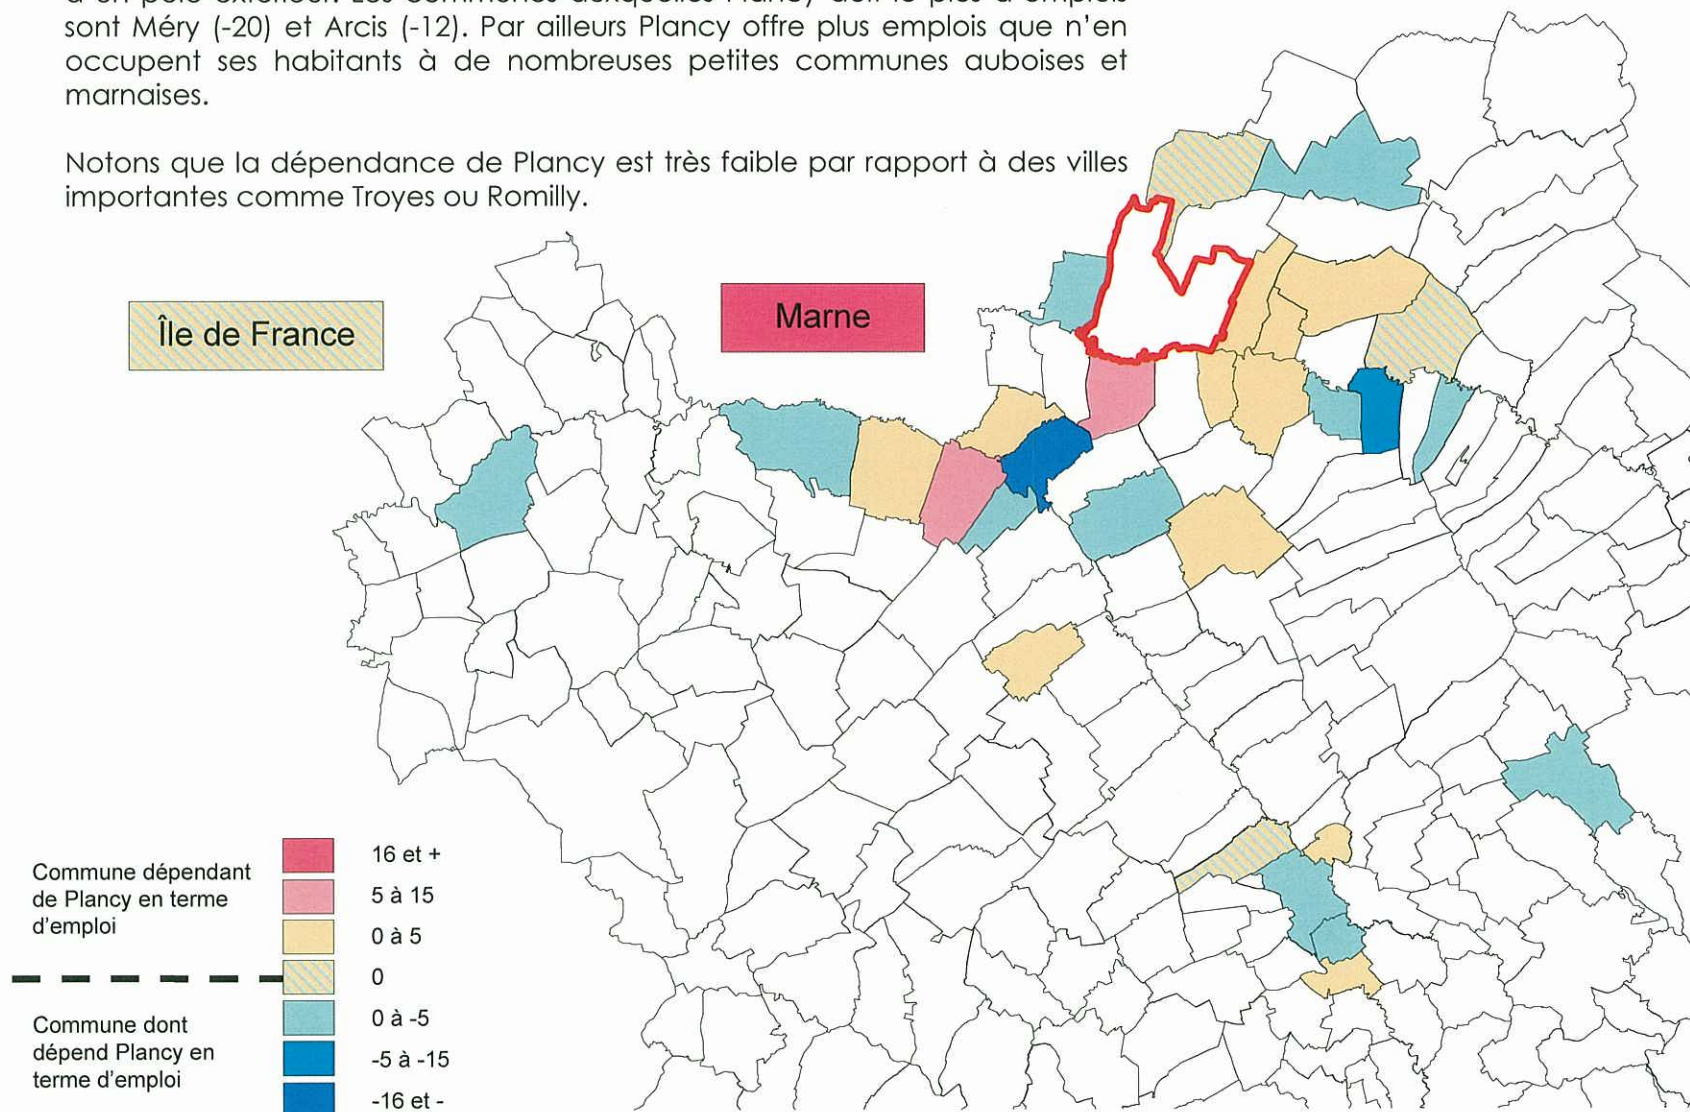 sont Méry (-20) et Arcis (-12). Par ailleurs Plancy offre plus emplois que n'en
occupent ses habitants à de nombreuses petites communes auboises et
marnaises.
Notons que la dépendance de Plancy est très faible par rapport à des villes
importantes comme Troyes ou Romilly.
Île de France
Marne
Commune dépendant
de Plancy en terme
d'emploi
16 et +
5 à 15
0 à 5
0
Commune dont
dépend Plancy en
terme d'emploi
0 à -5
-5 à -15
-16 et -